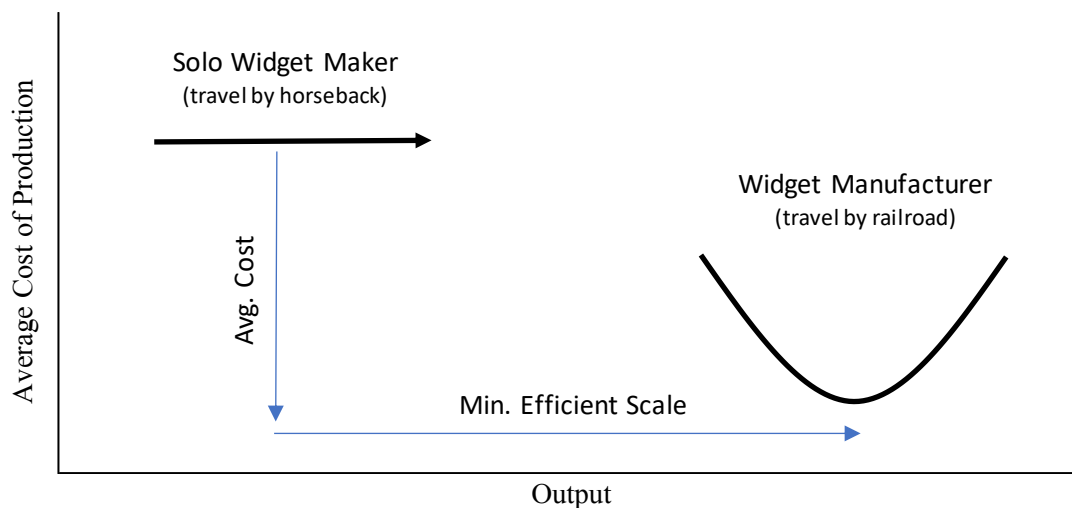 Solo Widget Maker
(travel by horseback)
Widget Manufacturer
(travel by railroad)
Average Cost of Production
Avg. Cost
Min. Efficient Scale
Output